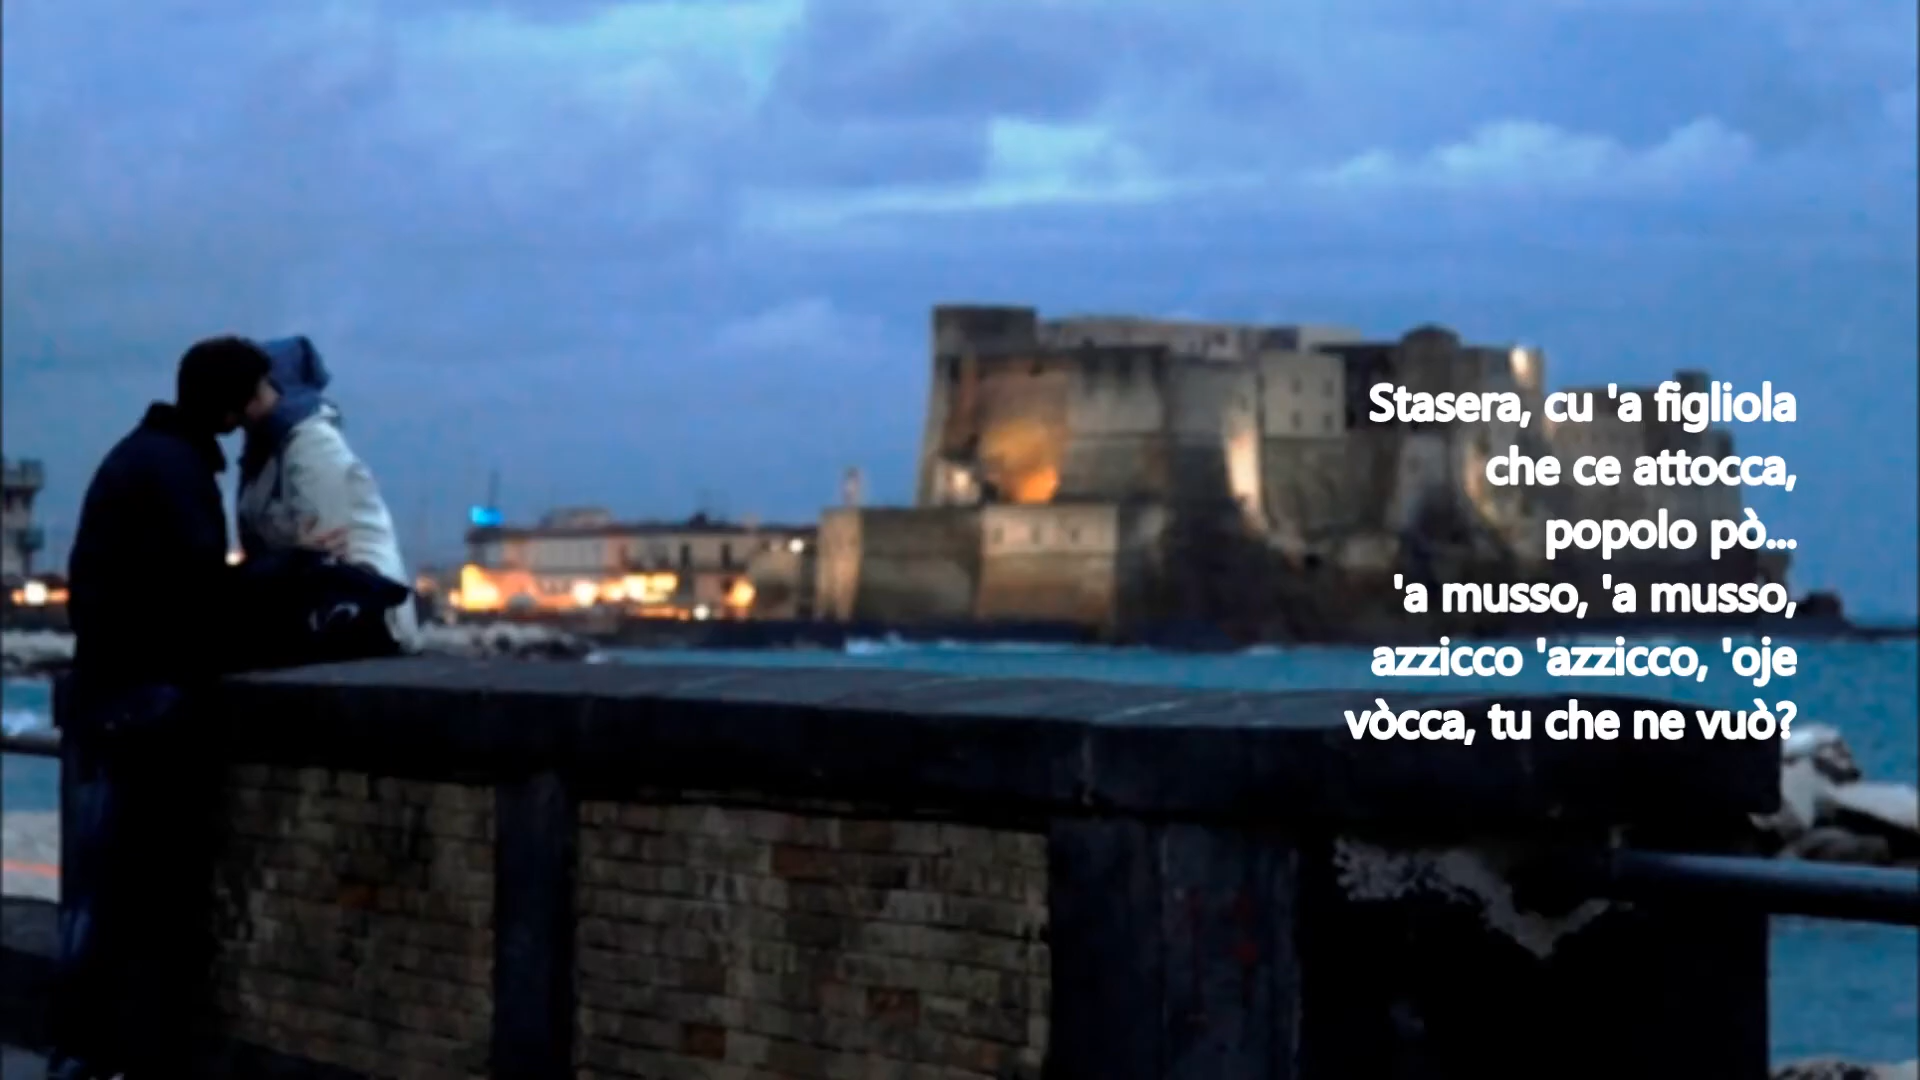 Stasera, cu 'a figliola
che ce attocca,
popolo pò...
'a musso, 'a musso,
azzicco 'azzicco, 'oje
vòcca, tu che ne vuò?